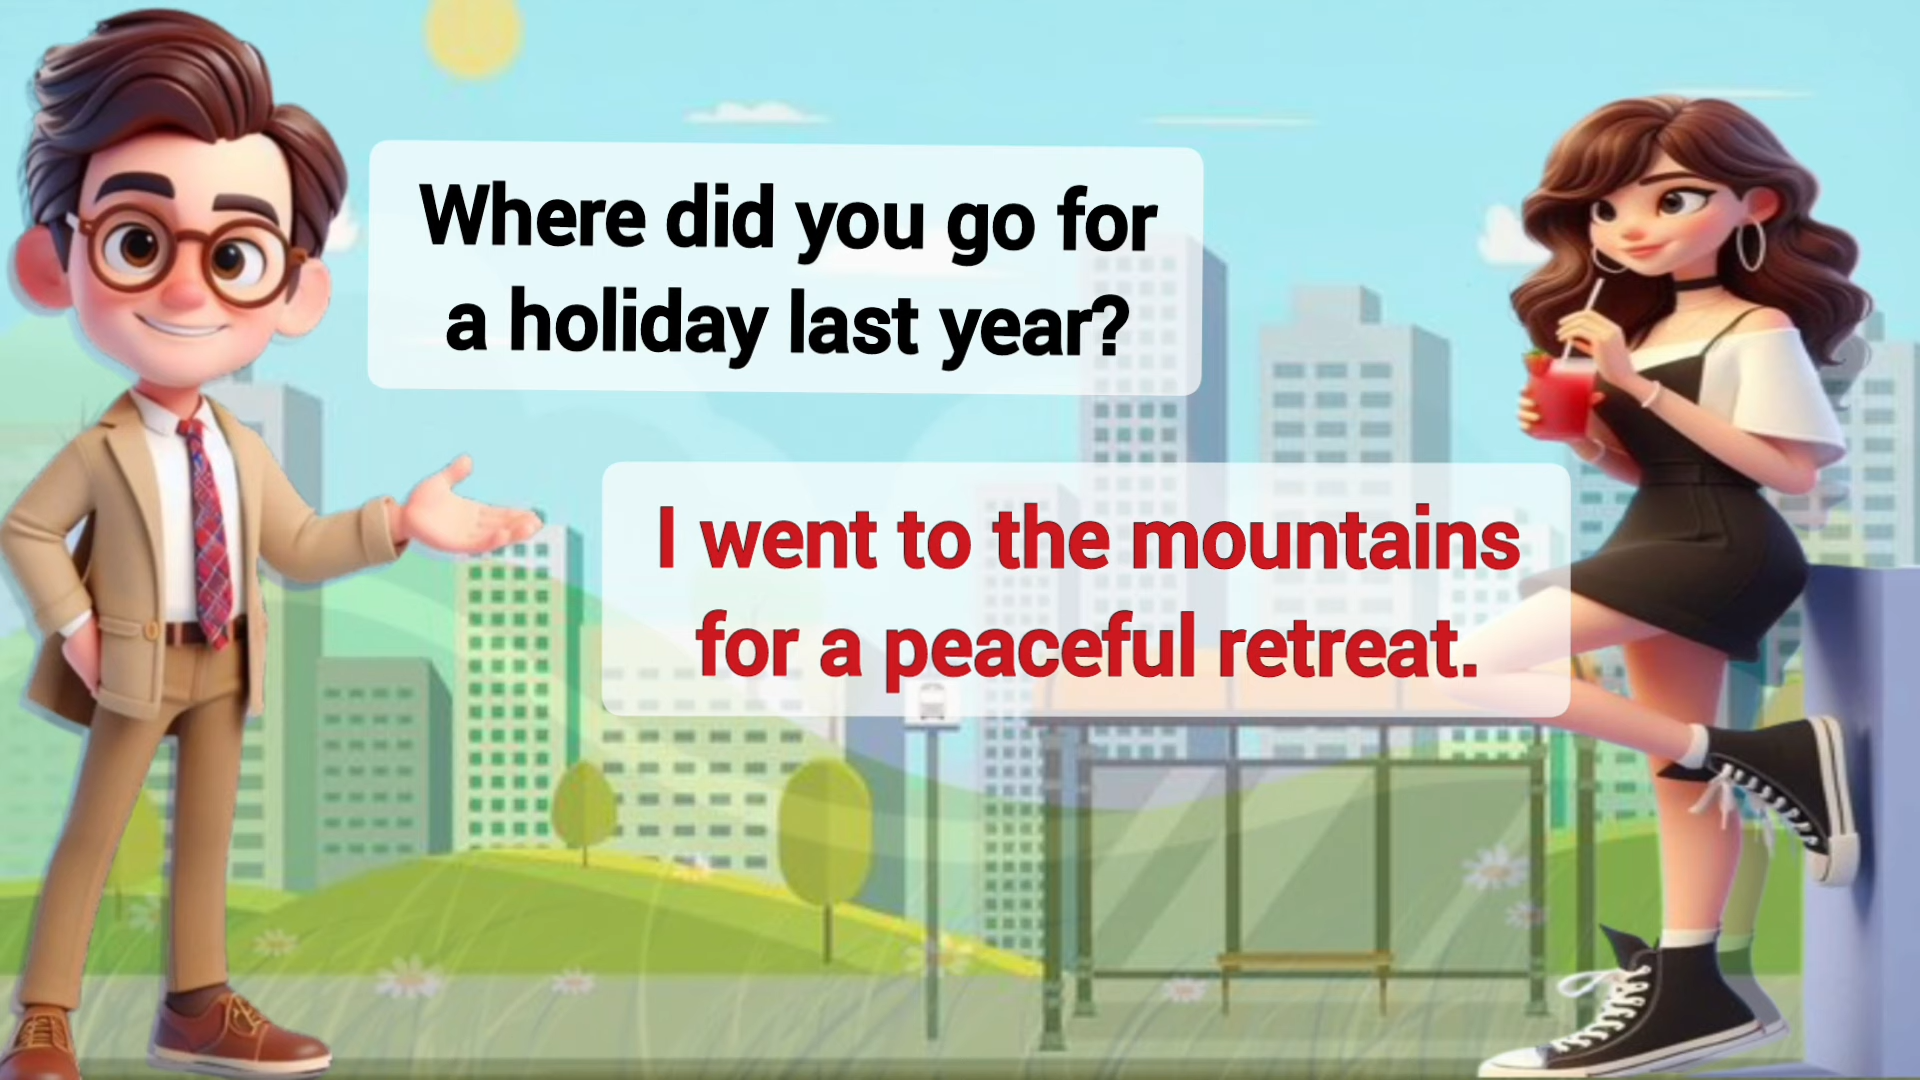 Where did you go for
a holiday last year?
I went to the mountains
for a peaceful retreat.